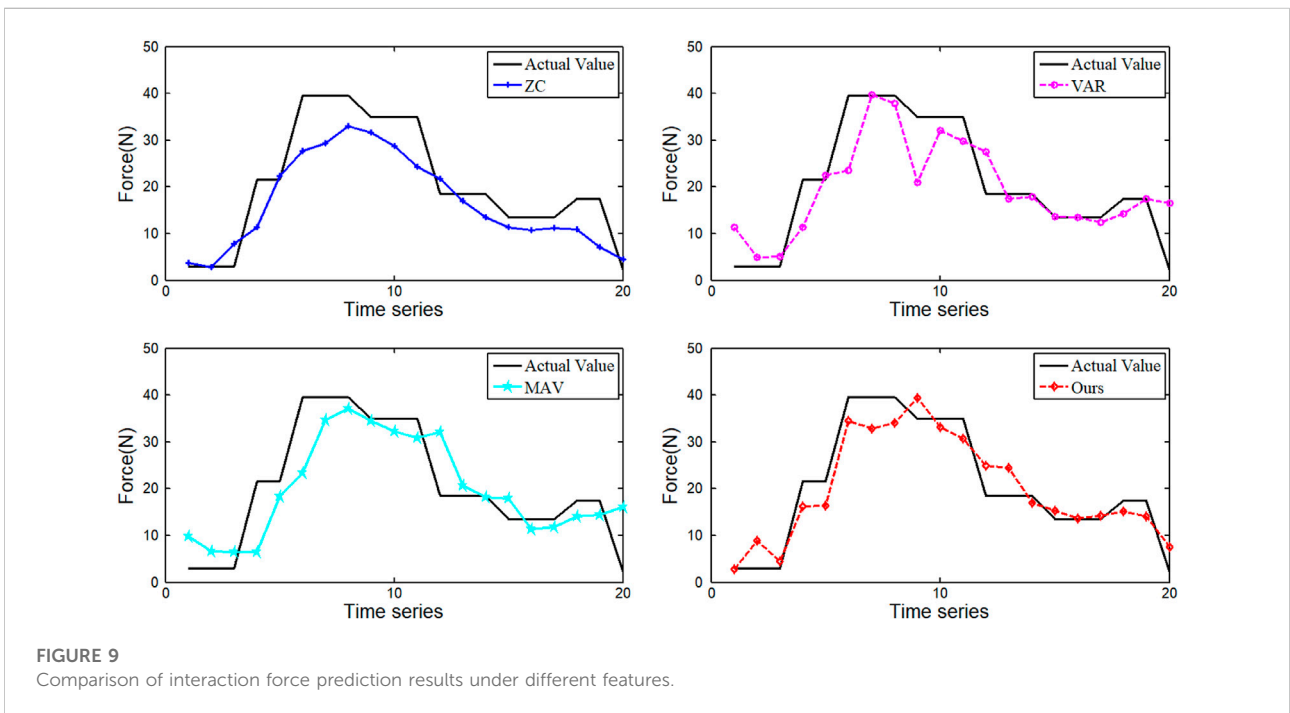 50
40
30
20
10
0
Force(N)
Actual Value
ZC
0
10
20
Time series
50
40
30
20
10
0
Force(N)
Actual Value
VAR
0
10
20
Time series
50
40
30
20
10
0
Force(N)
Actual Value
MAV
0
10
20
Time series
50
40
30
20
10
0
Force(N)
Actual Value
Ours
0
10
20
Time series
FIGURE 9
Comparison of interaction force prediction results under different features.